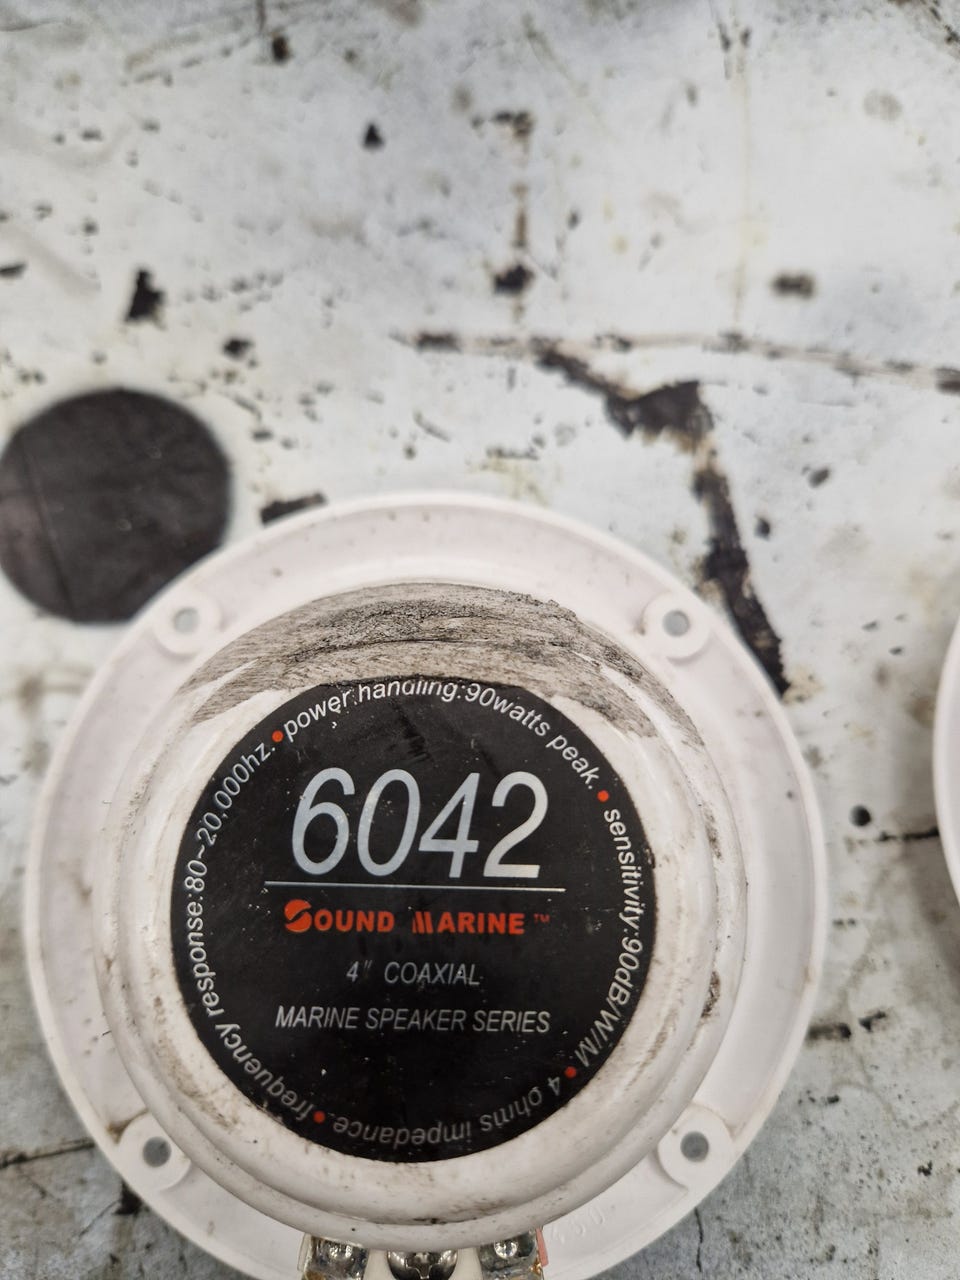 power handling:90watts peak.
sensitivity:90dB/W/M.
4 ohms impedance.
frequency response:80~20,000hz.
6042
SOUND MARINE™
4" COAXIAL
MARINE SPEAKER SERIES